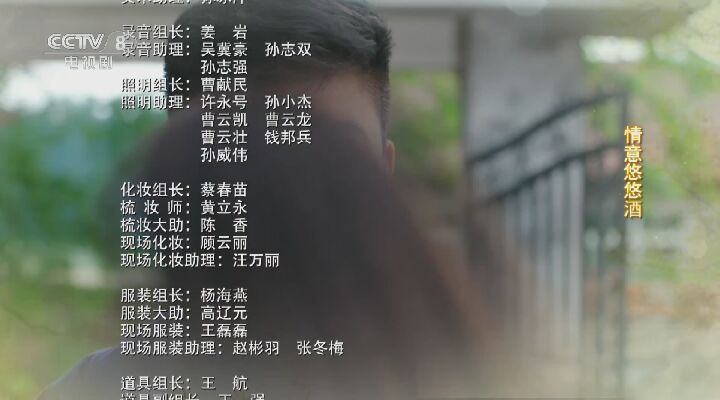 CCTV 8
电视剧
录音组长：姜　岩
录音助理：吴冀豪　孙志双
孙志强
照明组长：曹献民
照明助理：许永号　孙小杰
曹云凯　曹云龙
曹云壮　钱邦兵
孙威伟
化妆组长：蔡春苗
梳 妆 师：黄立永
梳妆大助：陈　香
现场化妆：顾云丽
现场化妆助理：汪万丽
服装组长：杨海燕
服装大助：高辽元
现场服装：王磊磊
现场服装助理：赵彬羽　张冬梅
道具组长：王　航
情意悠悠酒